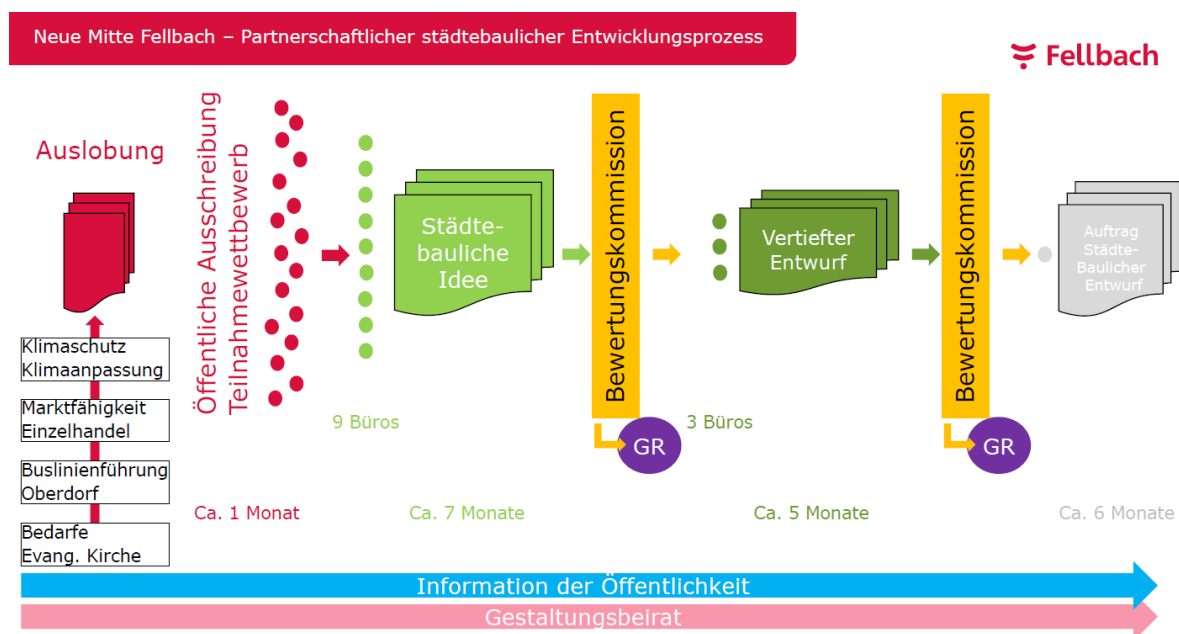 Neue Mitte Fellbach – Partnerschaftlicher städtebaulicher Entwicklungsprozess
Fellbach
Auslobung
Klimaschutz
Klimaanpassung
Marktfähigkeit
Einzelhandel
Buslinienführung
Oberdorf
Bedarfe
Evang. Kirche
Öffentliche Ausschreibung
Teilnahmewettbewerb
Ca. 1 Monat
9 Büros
Städte-
bauliche
Idee
Ca. 7 Monate
Bewertungskommission
GR
3 Büros
Vertiefter
Entwurf
Ca. 5 Monate
Bewertungskommission
GR
Auftrag
Städte-
Baulicher
Entwurf
Ca. 6 Monate
Information der Öffentlichkeit
Gestaltungsbeirat